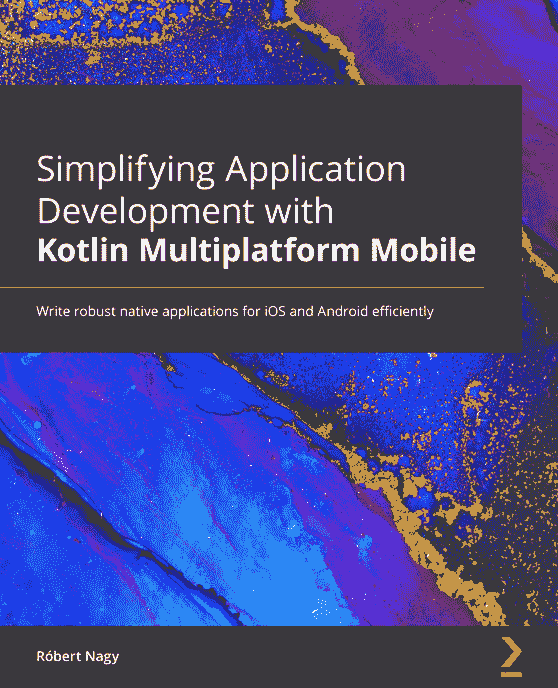 Simplifying Application
Development with
Kotlin Multiplatform Mobile
Write robust native applications for iOS and Android efficiently
Róbert Nagy